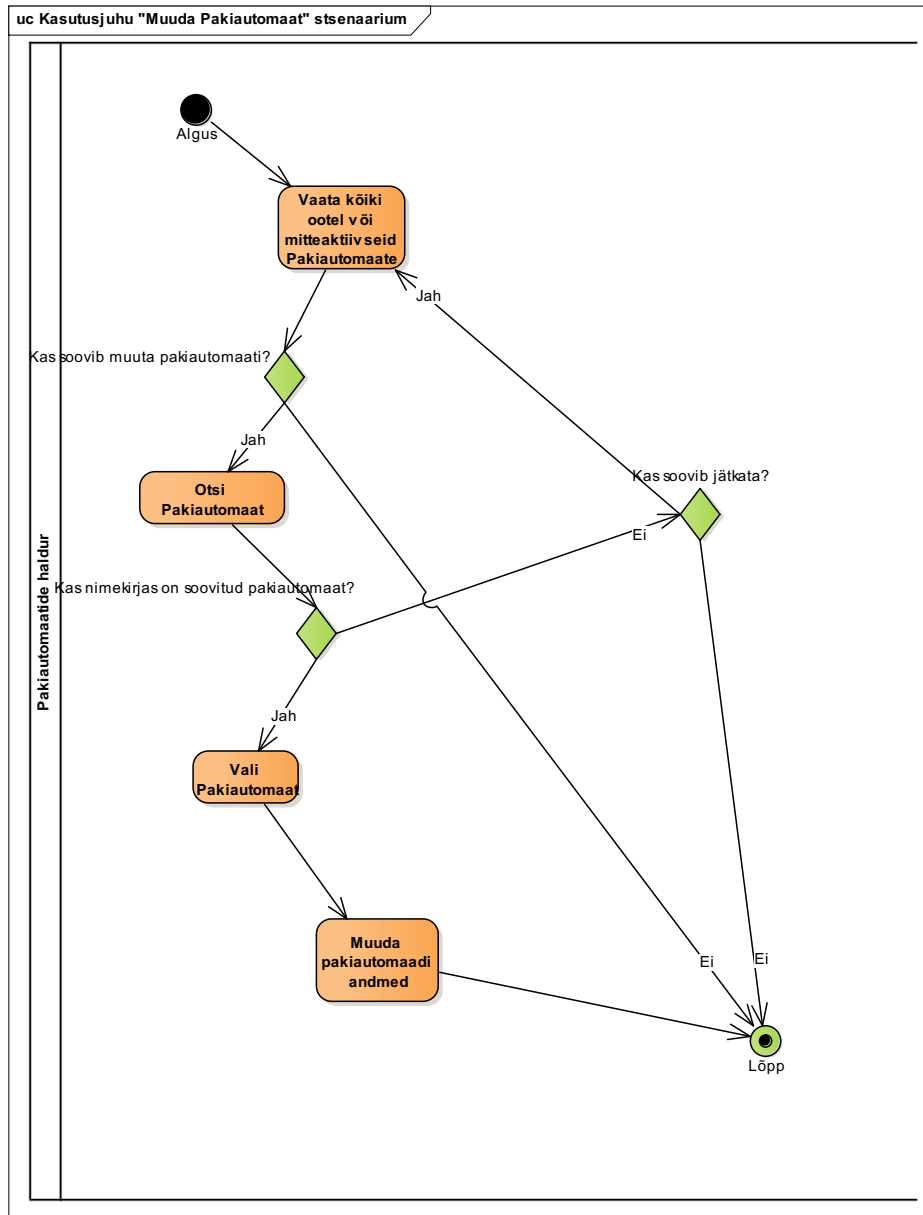 uc Kasutusjuhu "Muuda Pakiautomaat" stsenaarium
Pakiautomaatide haldur
Algus
Vaata kõiki
ootel või
mitteaktiivseid
Pakiautomaate
Jah
Kas soovib muuta pakiautomaati?
Jah
Otsi
Pakiautomaat
Kas soovib jätkata?
Ei
Kas nimekirjas on soovitud pakiautomaat?
Jah
Vali
Pakiautomaat
Muuda
pakiautomaadi
andmed
Ei
Ei
Lõpp